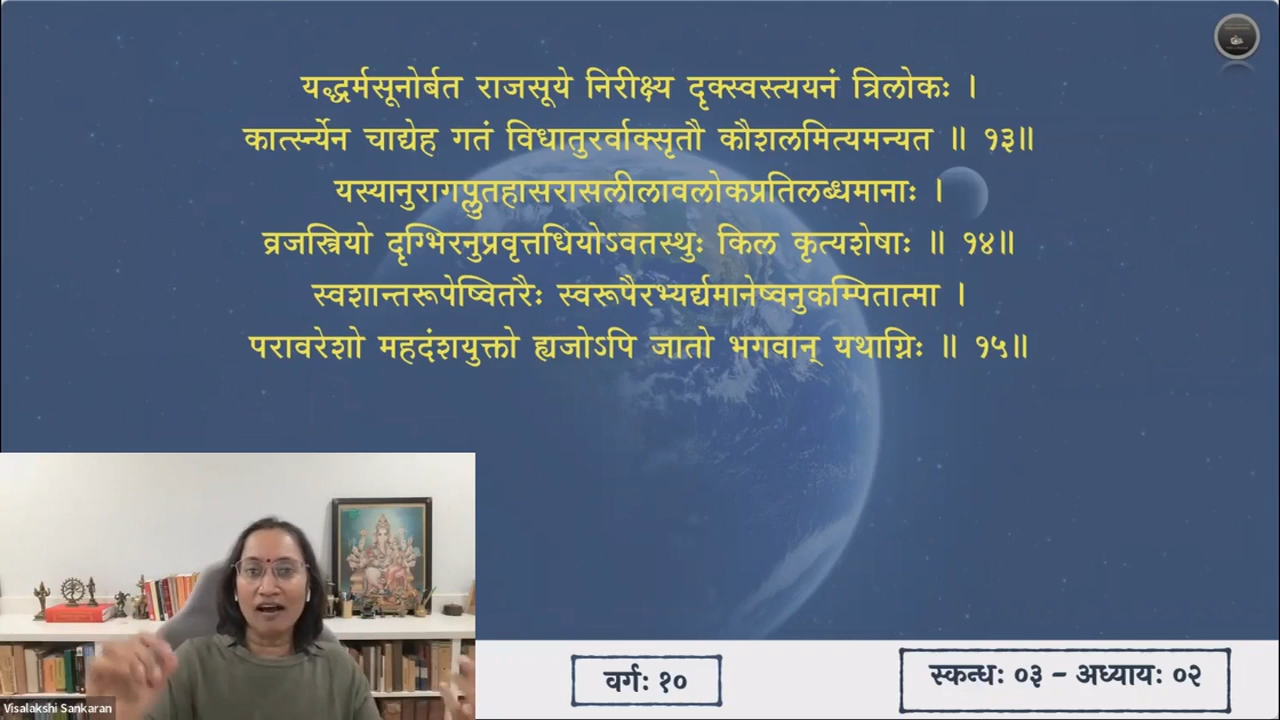 यद्धर्मसूनोर्बत राजसूये निरीक्ष्य दृक्स्वस्त्ययनं त्रिलोकः ।
कार्त्स्न्येन चाद्येह गतं विधातुरर्वाक्सृतौ कौशलमित्यमन्यत ॥ १३॥
यस्यानुरागप्लुतहासरासलीलावलोकप्रतिलब्धमानाः ।
व्रजस्त्रियो दृग्भिरनुप्रवृत्तधियोऽवतस्थुः किल कृत्यशेषाः ॥ १४॥
स्वशान्तरूपेष्वितरैः स्वरूपैरभ्यर्द्यमानेष्वनुकम्पितात्मा ।
परावरेशो महदंशयुक्तो ह्यजोऽपि जातो भगवान् यथाग्निः ॥ १५॥
Visalakshi Sankaran
वर्गः १०
स्कन्धः ०३ - अध्यायः ०२